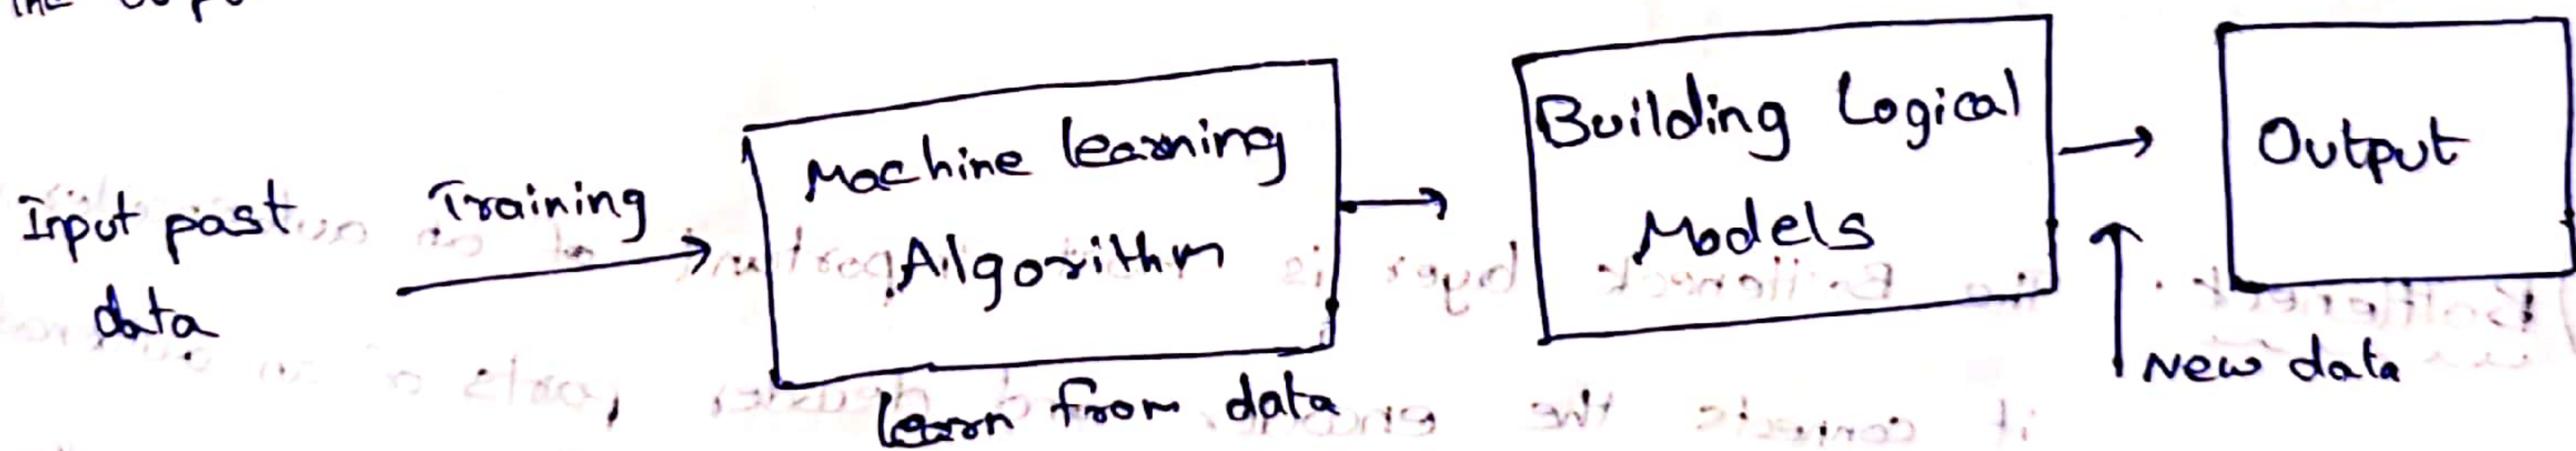 Input past
data
Training
Machine learning
Algorithm
learn from data
Building Logical
Models
New data
Output